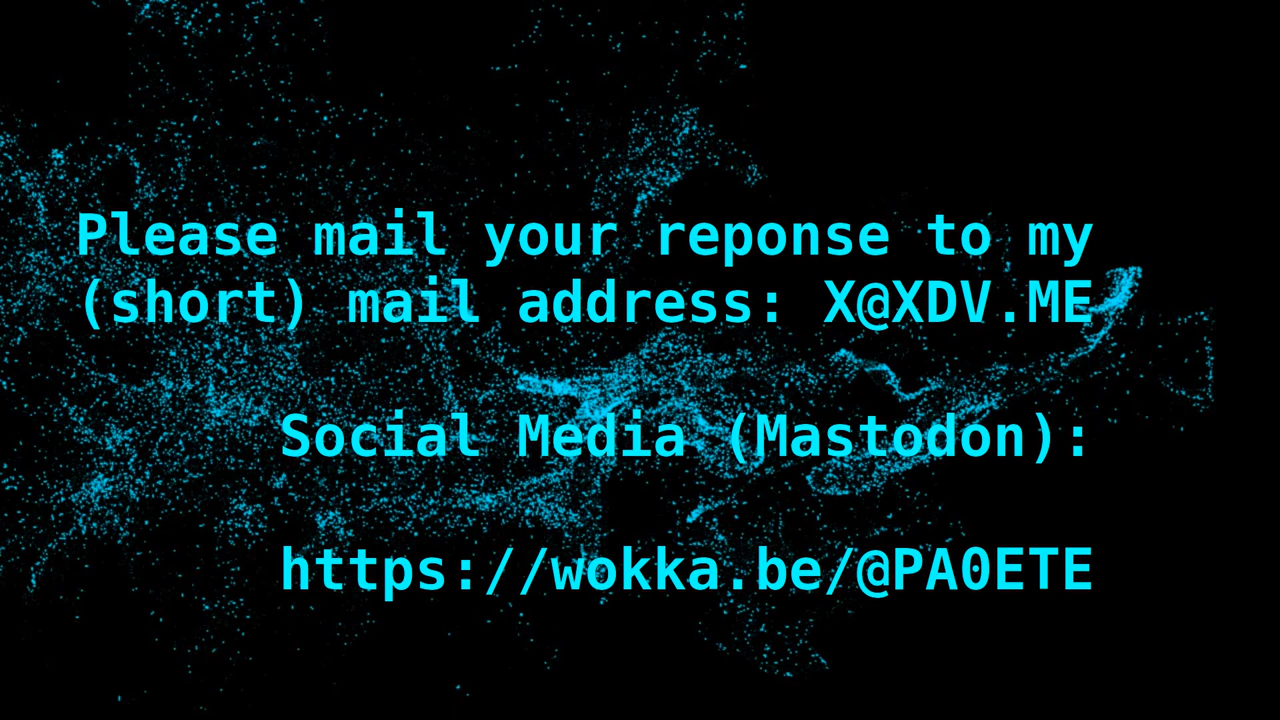 Please mail your reponse to my
(short) mail address: X@XDV.ME
Social Media (Mastodon):
https://wokka.be/@PA0ETE